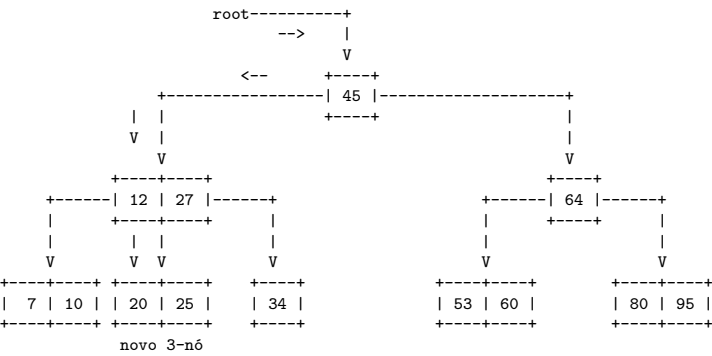 root----------+
-->    |
V
<--      +----+
+-----------------| 45 |--------------------+
|  |                 +----+                    |
V  |                                           |
V                                           V
+----+----+                                   +----+
+------| 12 | 27 |------+                     +------| 64 |------+
|      +----+----+      |                     |      +----+      |
|        |  |           |                     |                  |
V        V  V           V                     V                  V
+----+----+ +----+----+    +----+              +----+----+        +----+----+
|  7 | 10 | | 20 | 25 |    | 34 |              | 53 | 60 |        | 80 | 95 |
+----+----+ +----+----+    +----+              +----+----+        +----+----+
novo 3-nó